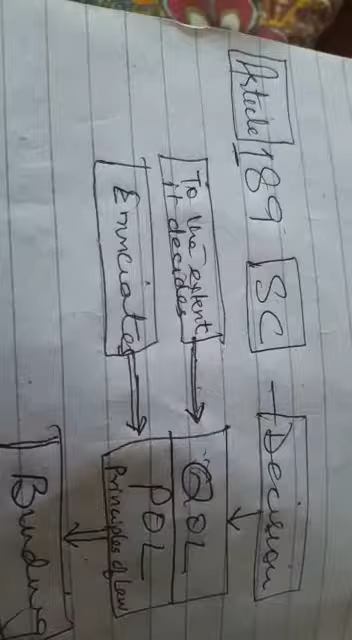 Article 189 SC - Decision
To the extent
it decides
QOL
Enunciates
POL
Principles of Law
Binding